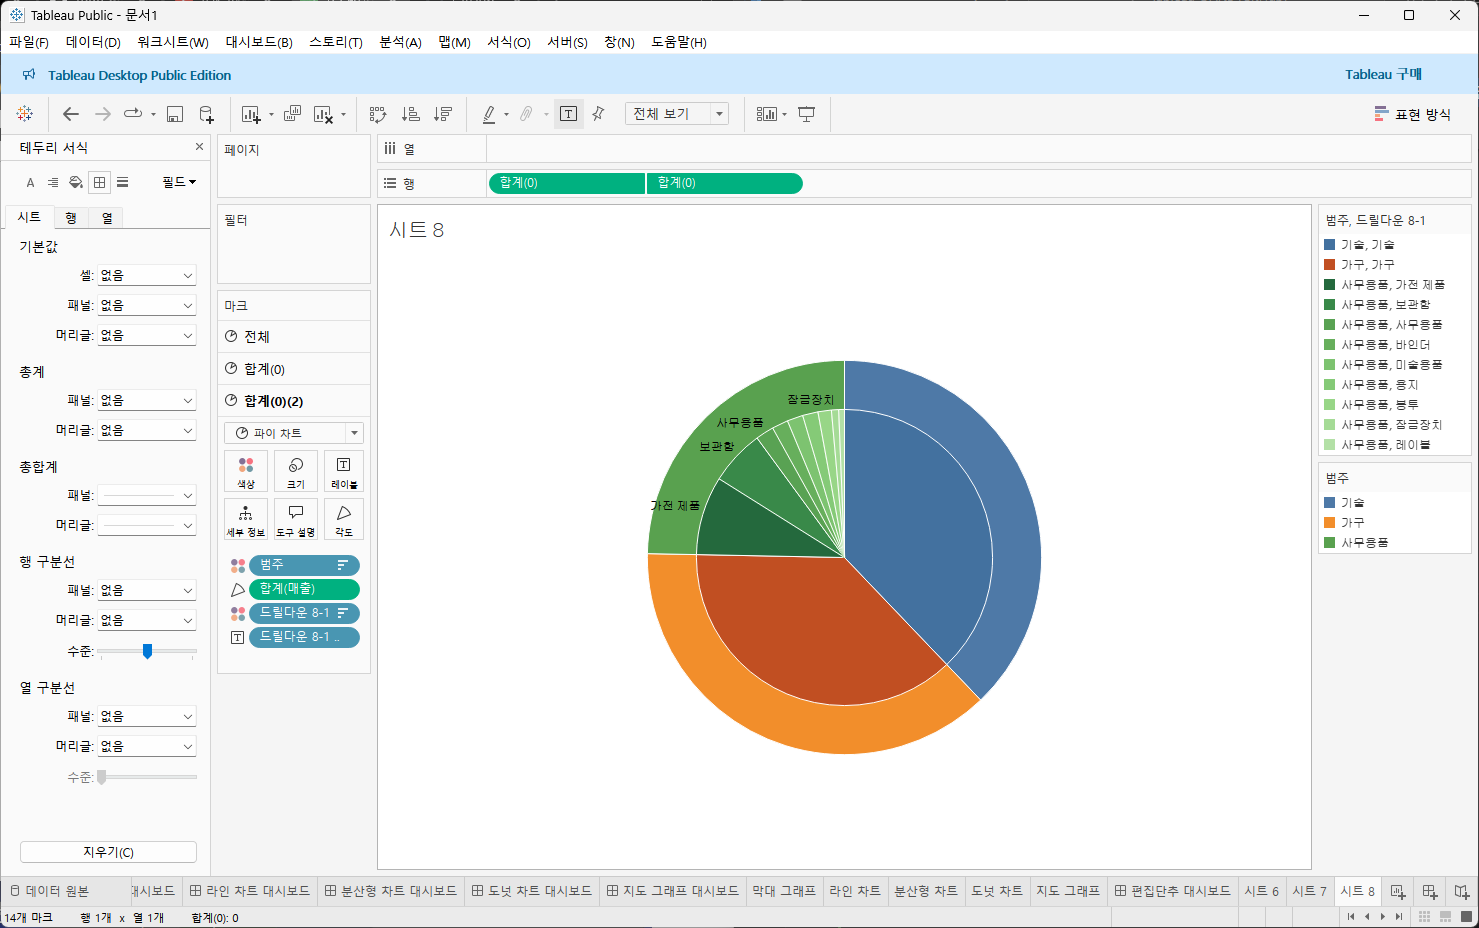 Tableau Public - 문서1
파일(F) 데이터(D) 워크시트(W) 대시보드(B) 스토리(T) 분석(A) 맵(M) 서식(O) 서버(S) 창(N) 도움말(H)
Tableau Desktop Public Edition Tableau 구매
전체 보기 표현 방식
테두리 서식
필드
시트 행 열
기본값
셀: 없음
패널: 없음
머리글: 없음
총계
패널: 없음
머리글: 없음
총합계
패널:
머리글:
행 구분선
패널: 없음
머리글: 없음
수준:
열 구분선
패널: 없음
머리글: 없음
수준:
지우기(C)
페이지
필터
마크
전체
합계(0)
합계(0)(2)
파이 차트
색상 크기 레이블
세부 정보 도구 설명 각도
범주
합계(매출)
드릴다운 8-1
드릴다운 8-1 ..
열
행 합계(0) 합계(0)
시트 8
잠금장치
사무용품
보관함
가전 제품
범주, 드릴다운 8-1
기술, 기술
가구, 가구
사무용품, 가전 제품
사무용품, 보관함
사무용품, 사무용품
사무용품, 바인더
사무용품, 미술용품
사무용품, 용지
사무용품, 봉투
사무용품, 잠금장치
사무용품, 레이블
범주
기술
가구
사무용품
데이터 원본 대시보드 라인 차트 대시보드 분산형 차트 대시보드 도넛 차트 대시보드 지도 그래프 대시보드 막대 그래프 라인 차트 분산형 차트 도넛 차트 지도 그래프 편집단추 대시보드 시트 6 시트 7 시트 8
14개 마크 행 1개 x 열 1개 합계(0): 0